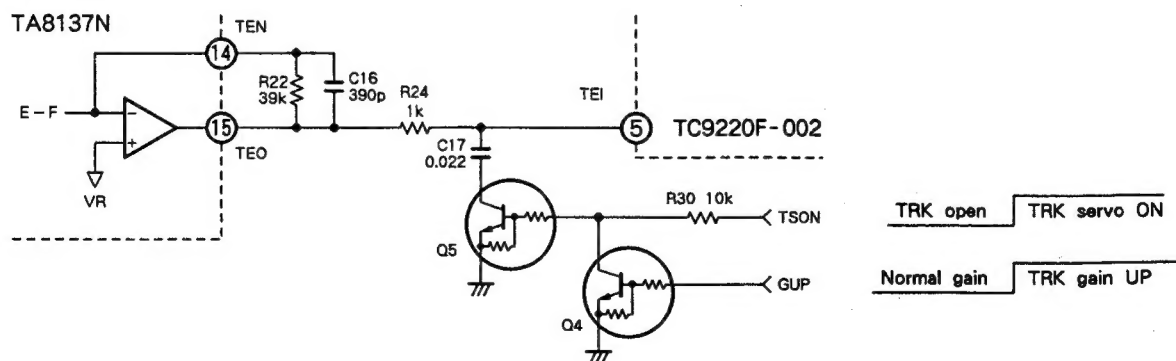 TA8137N
TEN
14
R22
39k
C16
390p
R24
1k
TEI
E-F
-
+
15
TEO
5
TC9220F-002
VR
C17
0.022
R30 10k
TSON
Q5
GUP
Q4
TRK open
TRK servo ON
Normal gain
TRK gain UP